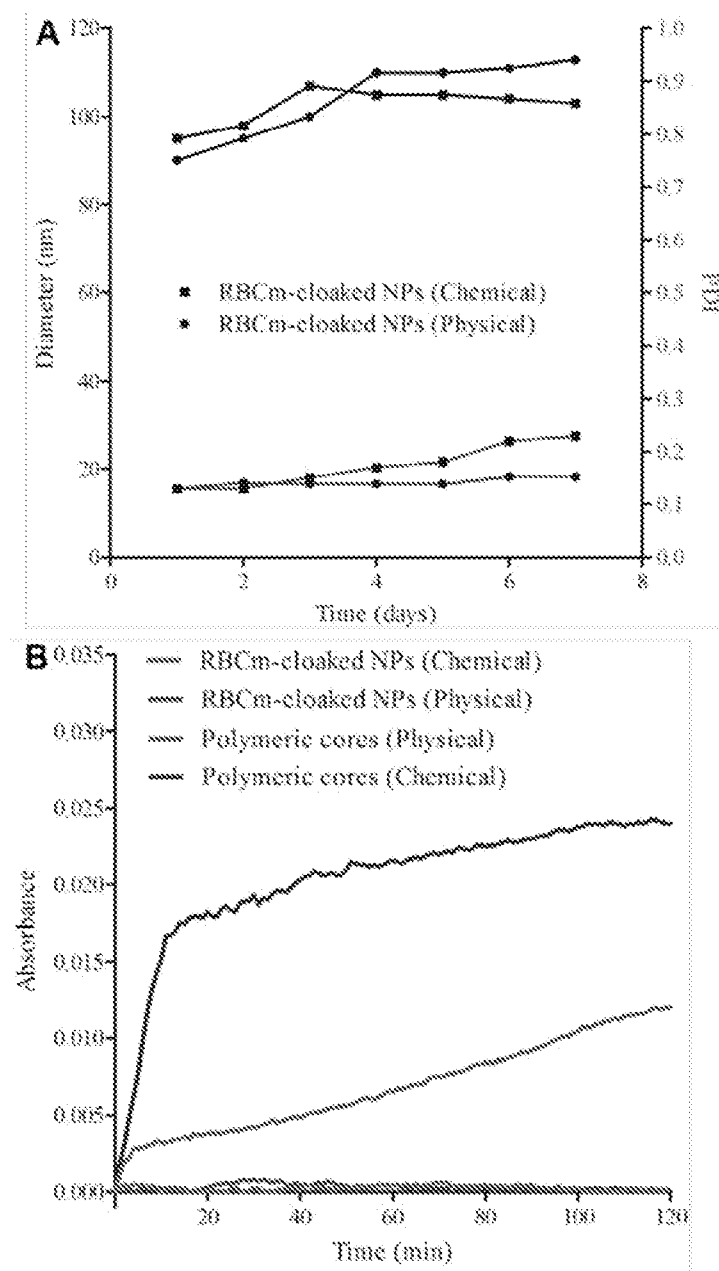 A
120
100
80
60
40
20
0
Diameter (nm)
1.0
0.9
0.8
0.7
0.6
0.5
0.4
0.3
0.2
0.1
0.0
PDI
RBCm-cloaked NPs (Chemical)
RBCm-cloaked NPs (Physical)
0 2 4 6 8
Time (days)
B
0.035
0.030
0.025
0.020
0.015
0.010
0.005
0.000
Absorbance
RBCm-cloaked NPs (Chemical)
RBCm-cloaked NPs (Physical)
Polymeric cores (Physical)
Polymeric cores (Chemical)
20 40 60 80 100 120
Time (min)